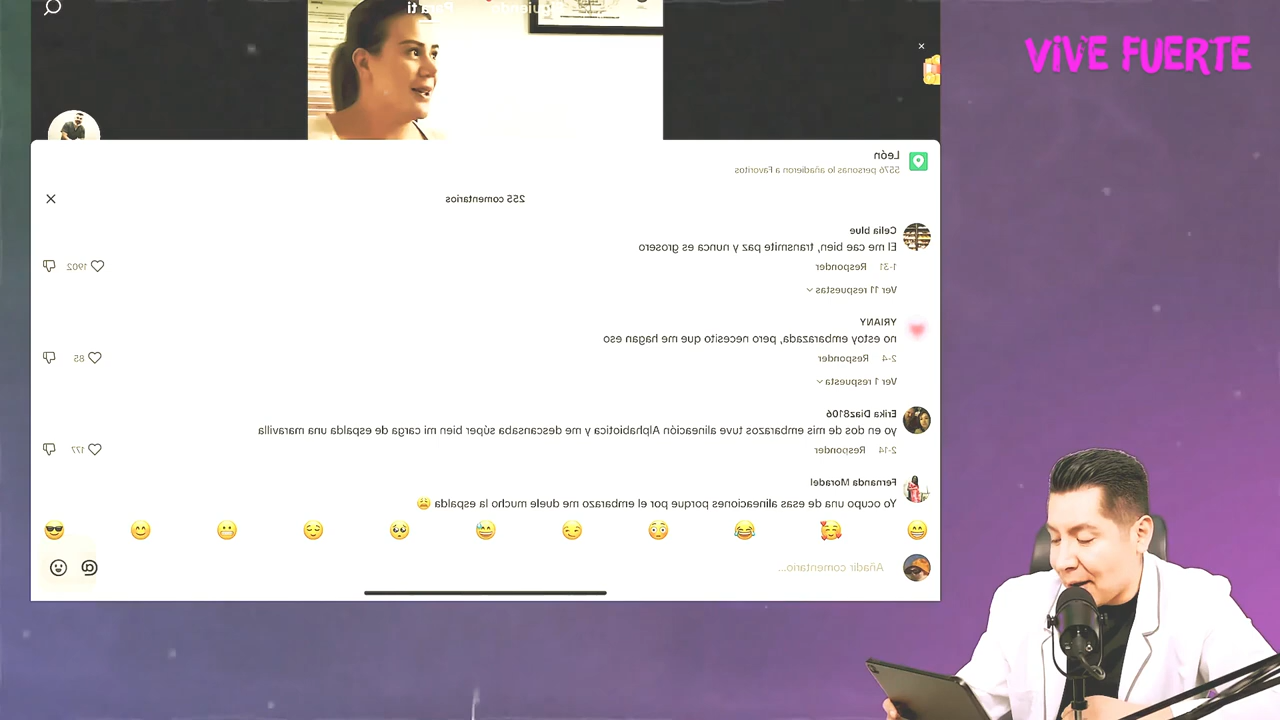 Para ti
VIVE FUERTE
León
5576 personas lo añadieron a Favoritos
255 comentarios
Celia blue
El me cae bien, transmite paz y nunca es grosero
1-31 Responder 1902
Ver 11 respuestas
YRIANY
no estoy embarazada, pero necesito que me hagan eso
2-4 Responder 85
Ver 1 respuesta
Erika Diaz8106
yo en dos de mis embarazos tuve alineación Alphabiotica y me descansaba súper bien mi carga de espalda una maravilla
2-14 Responder 177
Fernanda Moradel
Yo ocupo una de esas alineaciones porque por el embarazo me duele mucho la espalda 😩
Añadir comentario...